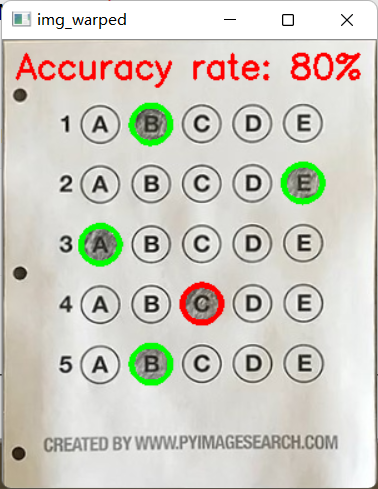 img_warped
Accuracy rate: 80%
1 A B C D E
2 A B C D E
3 A B C D E
4 A B C D E
5 A B C D E
CREATED BY WWW.PYIMAGESEARCH.COM